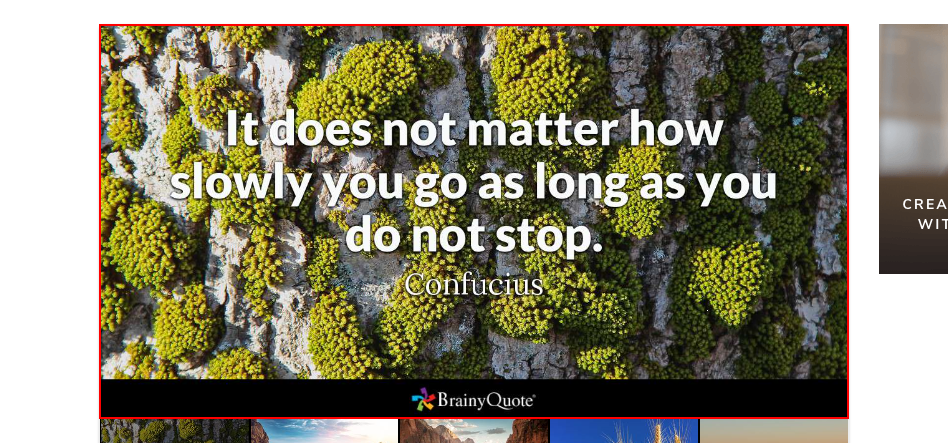 It does not matter how
slowly you go as long as you
do not stop.
Confucius
BrainyQuote®
CREA
WIT